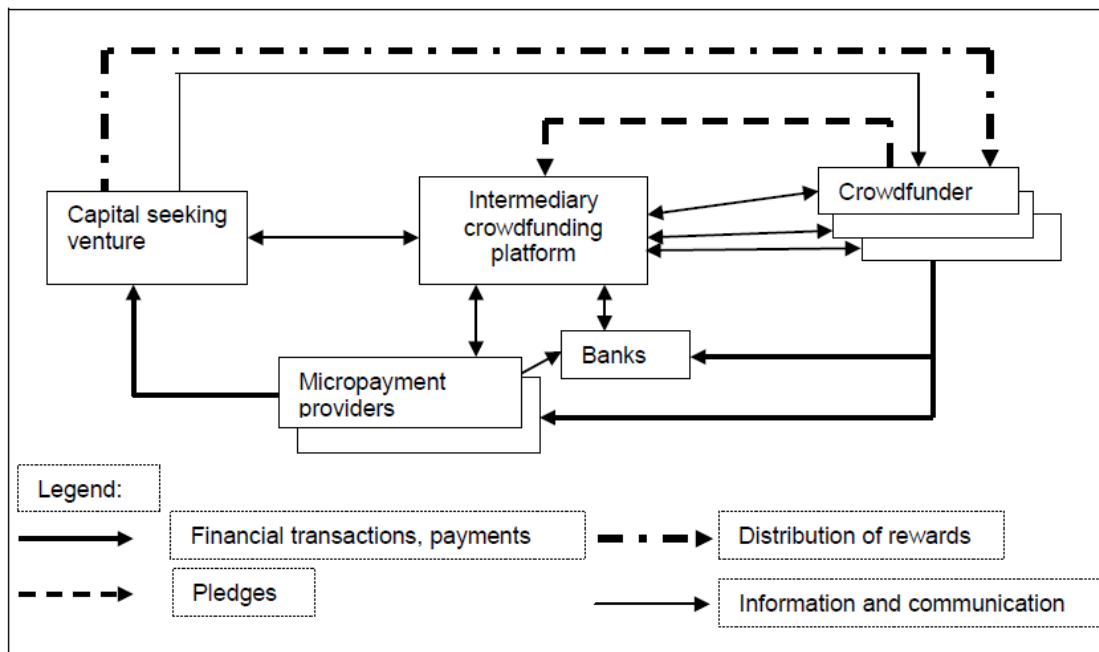 Capital seeking
venture
Intermediary
crowdfunding
platform
Crowdfunder
Banks
Micropayment
providers
Legend:
Financial transactions, payments
Distribution of rewards
Pledges
Information and communication